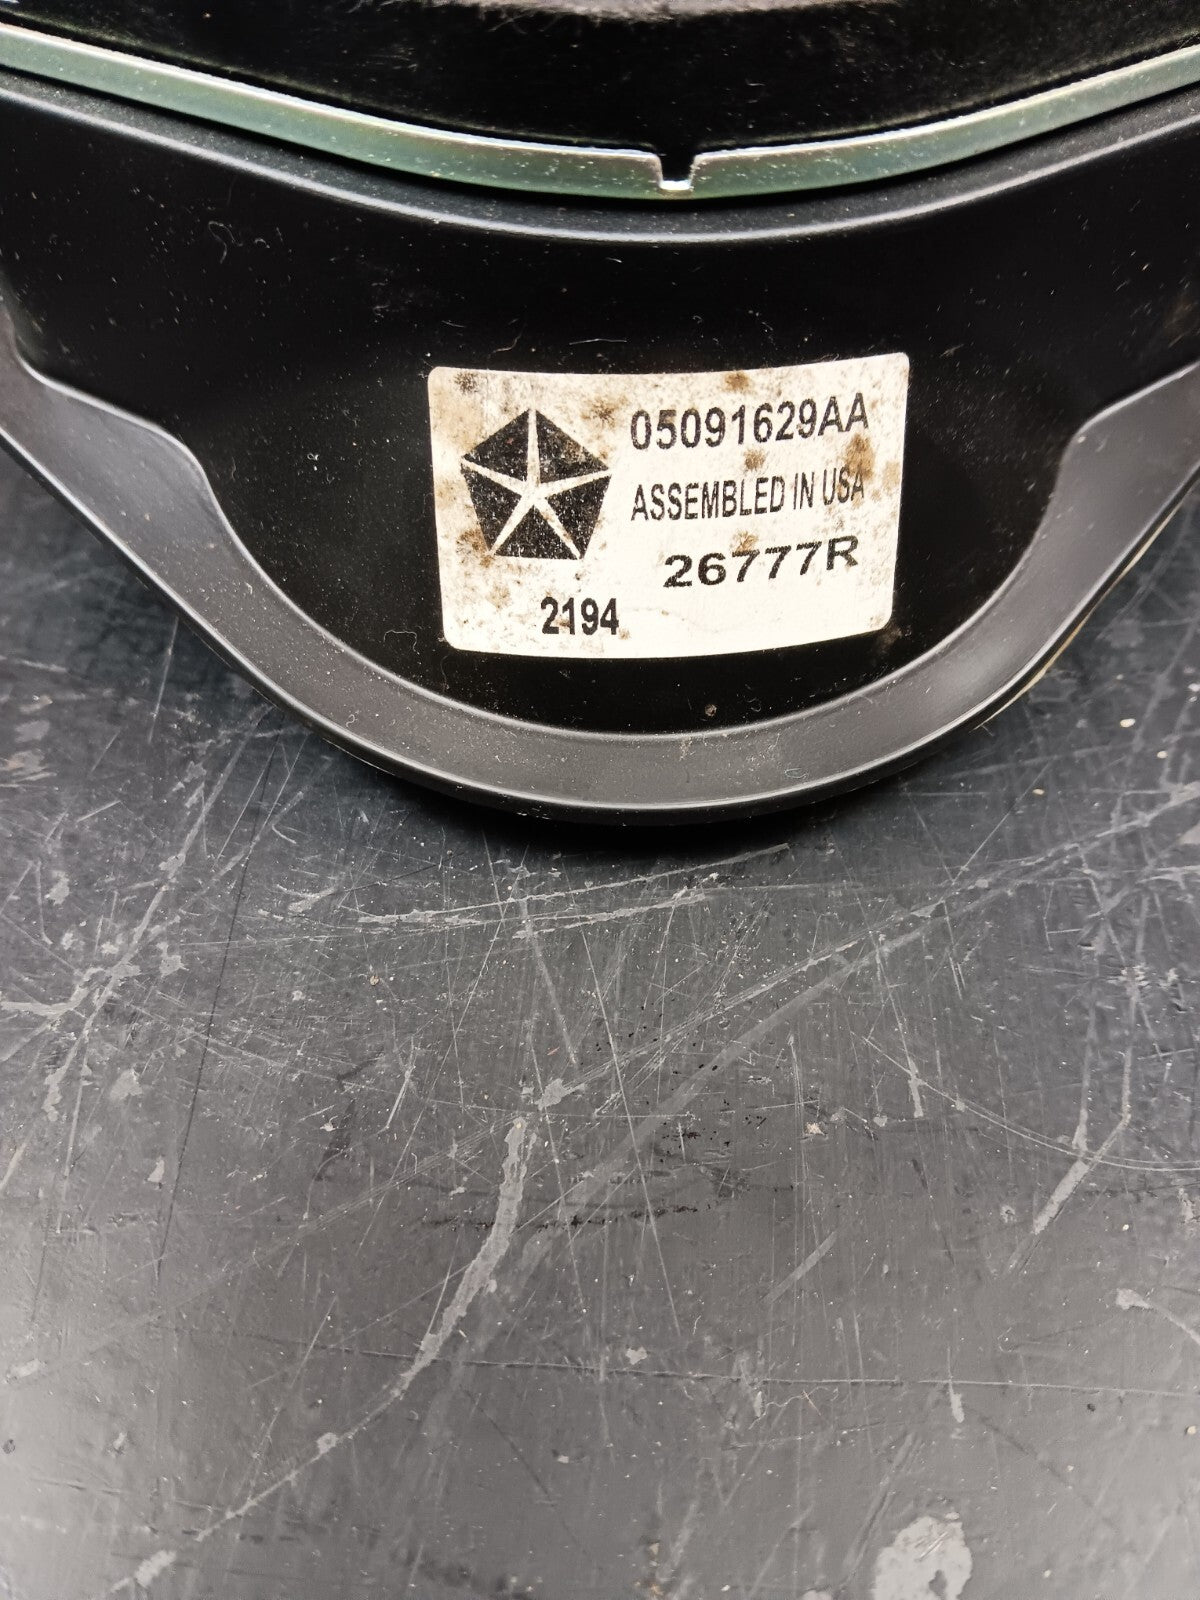 05091629AA
ASSEMBLED IN USA
26777R
2194